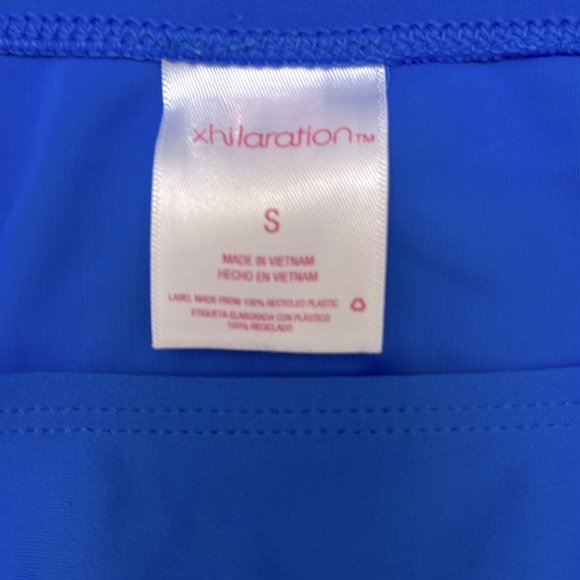 xhilaration™
S
MADE IN VIETNAM
HECHO EN VIETNAM
LABEL MADE FROM 100% RECYCLED PLASTIC
ETIQUETA ELABORADA CON PLÁSTICO
100% RECICLADO